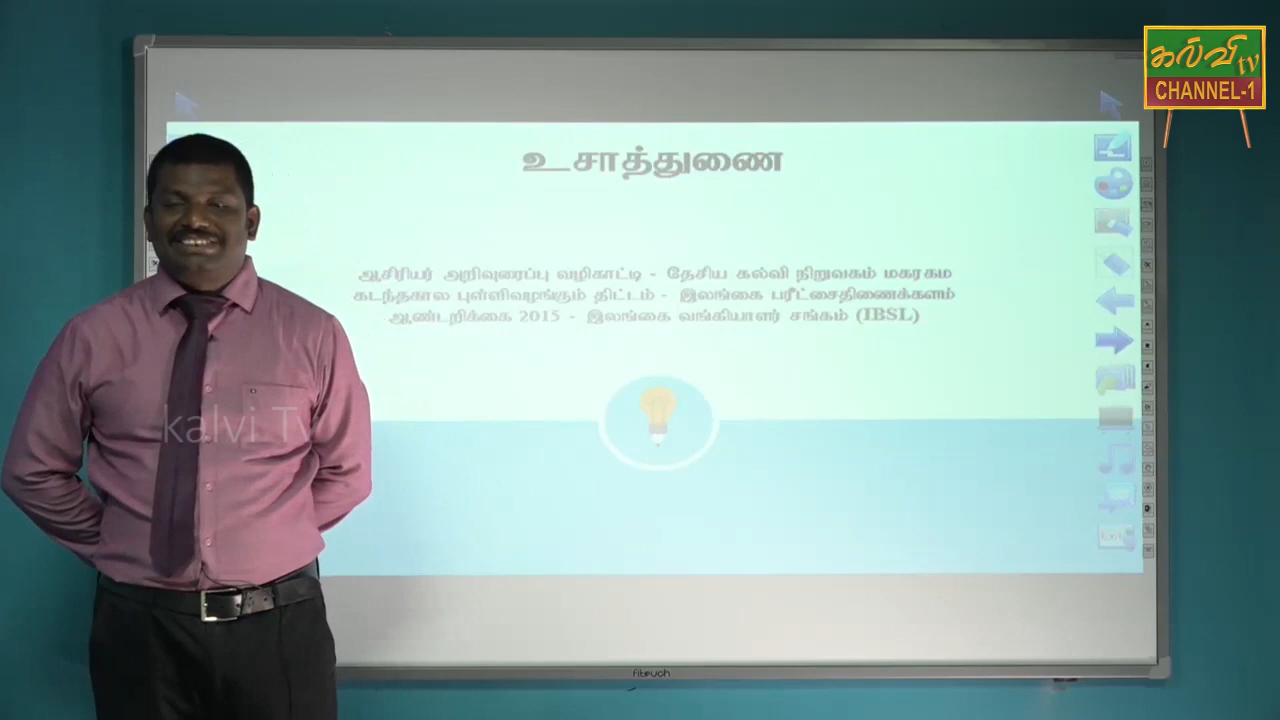 கல்வி tv
CHANNEL-1
உசாத்துணை
ஆசிரியர் அறிவுரைப்பு வழிகாட்டி - தேசிய கல்வி நிறுவகம் மகரகம
கடந்தகால புள்ளிவழங்கும் திட்டம் - இலங்கை பரீட்சைதிணைக்களம்
ஆண்டறிக்கை 2015 - இலங்கை வங்கியாளர் சங்கம் (IBSL)
kalvi Tv
fitouch